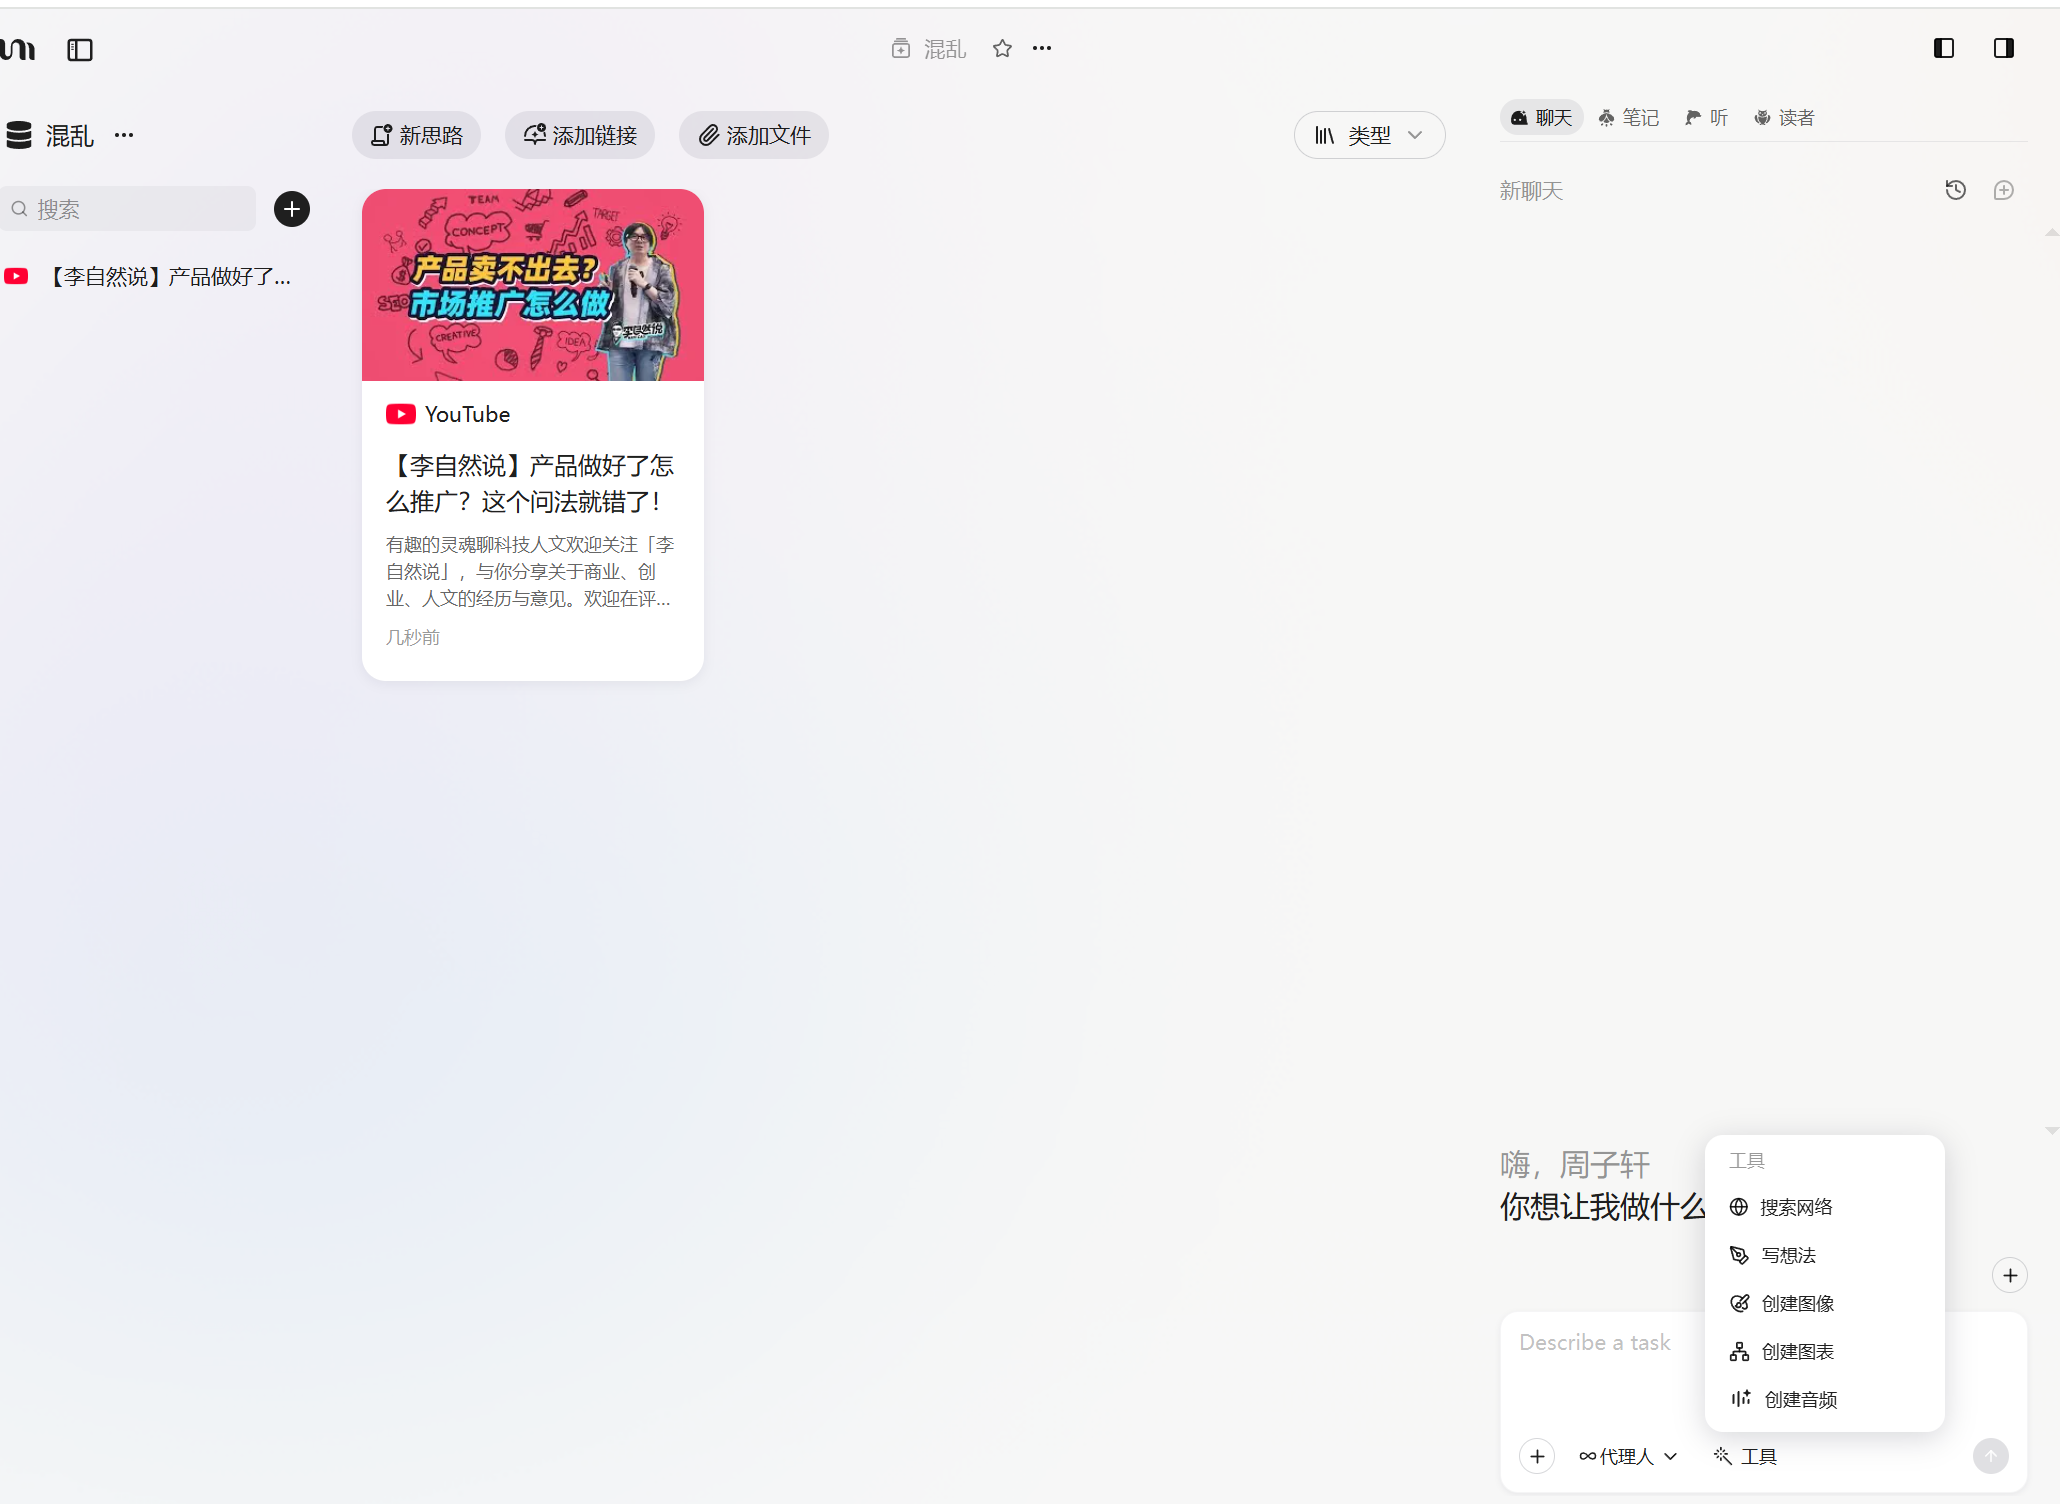 混乱
混乱
搜索
【李自然说】产品做好了...
新思路
添加链接
添加文件
类型
TEAM
CONCEPT
TARGET
产品卖不出去?
SEO
市场推广怎么做
李自然说
CREATIVE
IDEA
YouTube
【李自然说】产品做好了怎
么推广？这个问法就错了！
有趣的灵魂聊科技人文欢迎关注「李
自然说」，与你分享关于商业、创
业、人文的经历与意见。欢迎在评...
几秒前
聊天
笔记
听
读者
新聊天
嗨，周子轩
你想让我做什么
工具
搜索网络
写想法
创建图像
创建图表
创建音频
Describe a task
代理人
工具